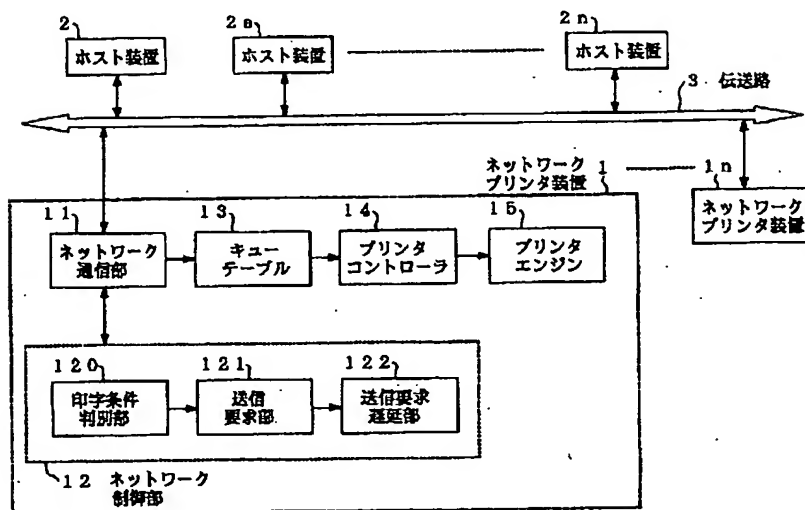 2
ホスト装置
2a
ホスト装置
2n
ホスト装置
3 伝送路
ネットワーク
プリンタ装置
1
1n
ネットワーク
プリンタ装置
11
ネットワーク
通信部
13
キュー
テーブル
14
プリンタ
コントローラ
15
プリンタ
エンジン
120
印字条件
判別部
121
送信
要求部
122
送信要求
遅延部
12 ネットワーク
制御部